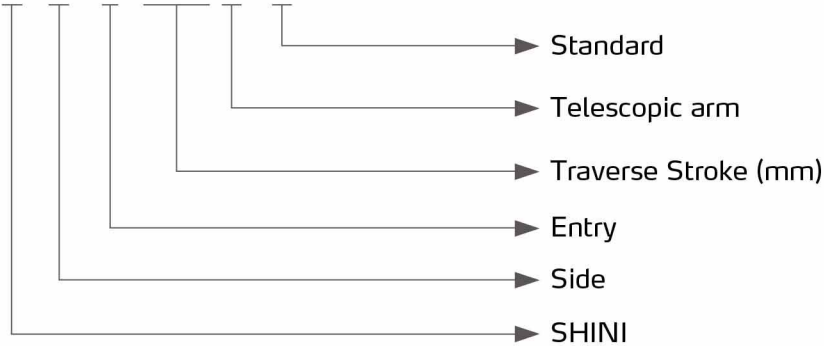 Standard
Telescopic arm
Traverse Stroke (mm)
Entry
Side
SHINI